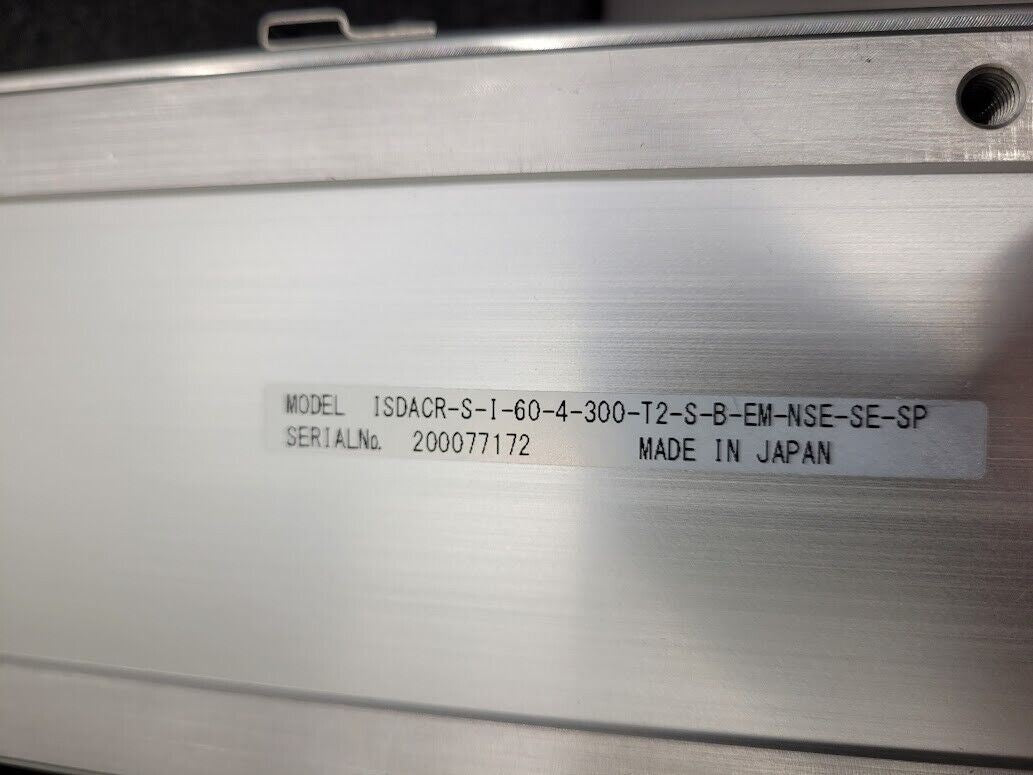 MODEL ISDACR-S-I-60-4-300-T2-S-B-EM-NSE-SE-SP
SERIALNo. 200077172 MADE IN JAPAN